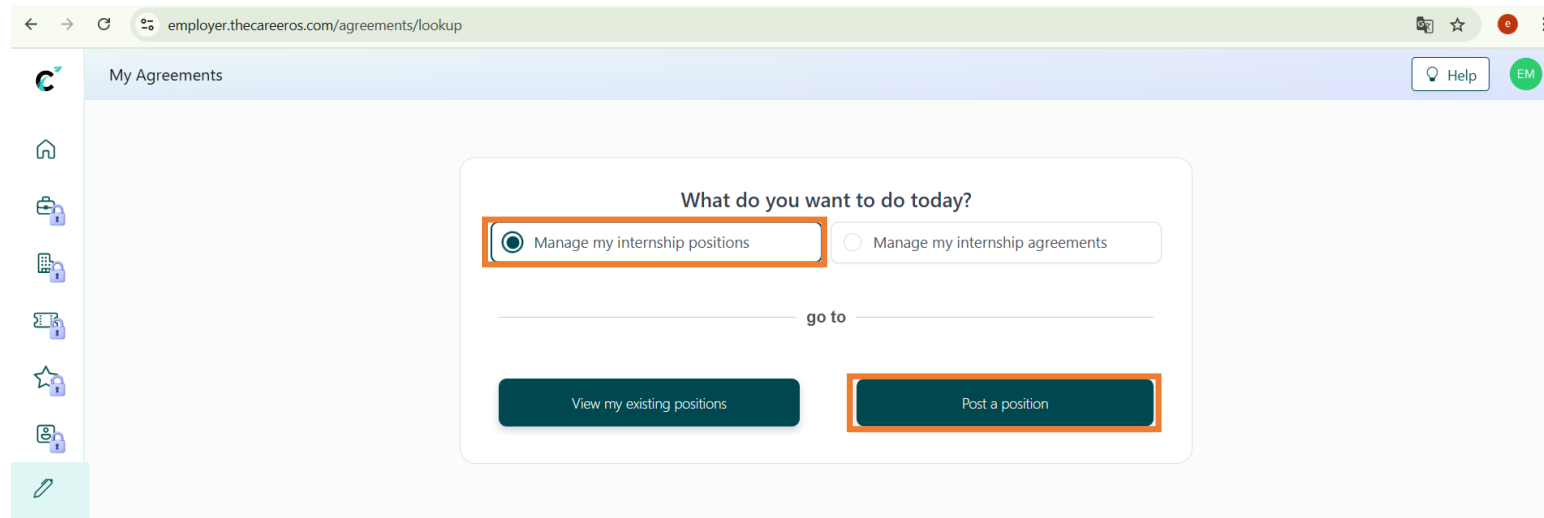 employer.thecareeros.com/agreements/lookup
e
My Agreements
Help
EM
What do you want to do today?
Manage my internship positions
Manage my internship agreements
go to
View my existing positions
Post a position